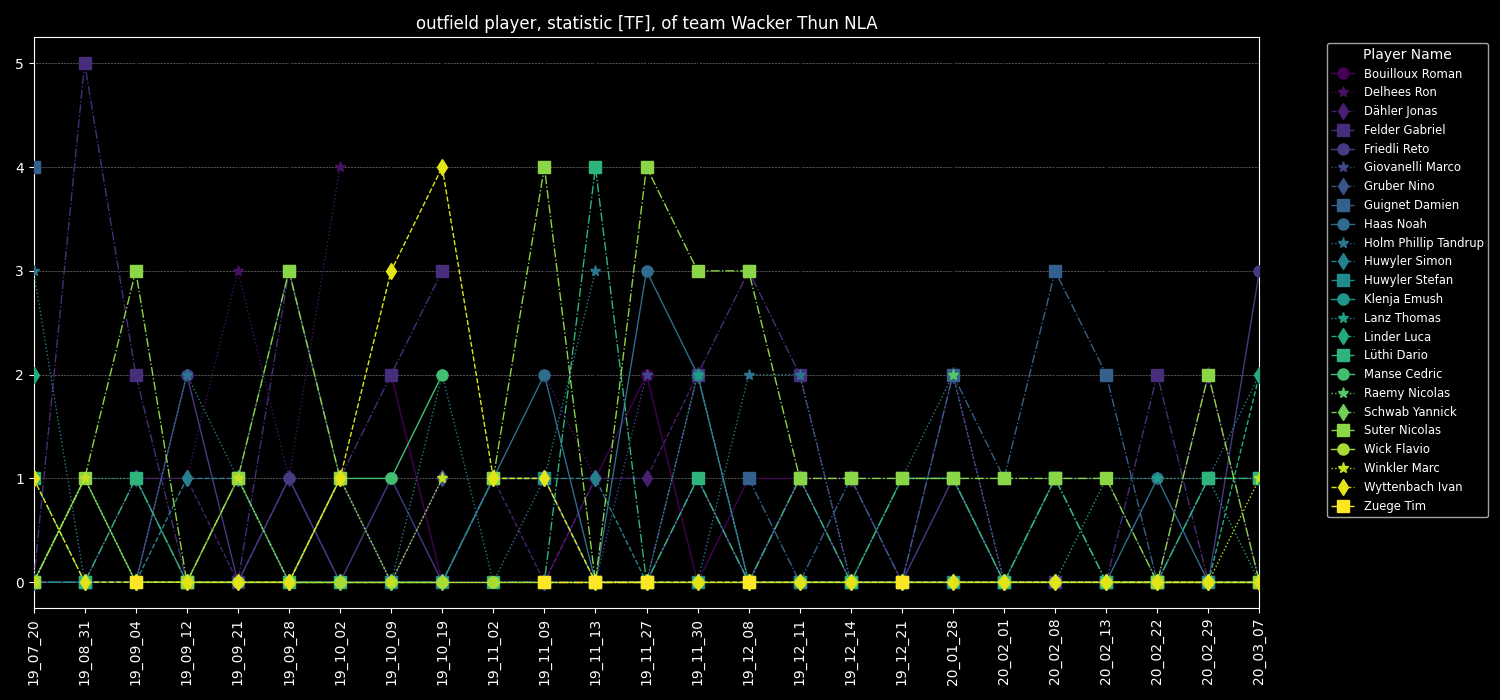 outfield player, statistic [TF], of team Wacker Thun NLA
5
4
3
2
1
0
19_07_20
19_08_31
19_09_04
19_09_12
19_09_21
19_09_28
19_10_02
19_10_09
19_10_19
19_11_02
19_11_09
19_11_13
19_11_27
19_11_30
19_12_08
19_12_11
19_12_14
19_12_21
20_01_28
20_02_01
20_02_08
20_02_13
20_02_22
20_02_29
20_03_07
Player Name
Bouilloux Roman
Delhees Ron
Dähler Jonas
Felder Gabriel
Friedli Reto
Giovanelli Marco
Gruber Nino
Guignet Damien
Haas Noah
Holm Phillip Tandrup
Huwyler Simon
Huwyler Stefan
Klenja Emush
Lanz Thomas
Linder Luca
Lüthi Dario
Manse Cedric
Raemy Nicolas
Schwab Yannick
Suter Nicolas
Wick Flavio
Winkler Marc
Wyttenbach Ivan
Zuege Tim